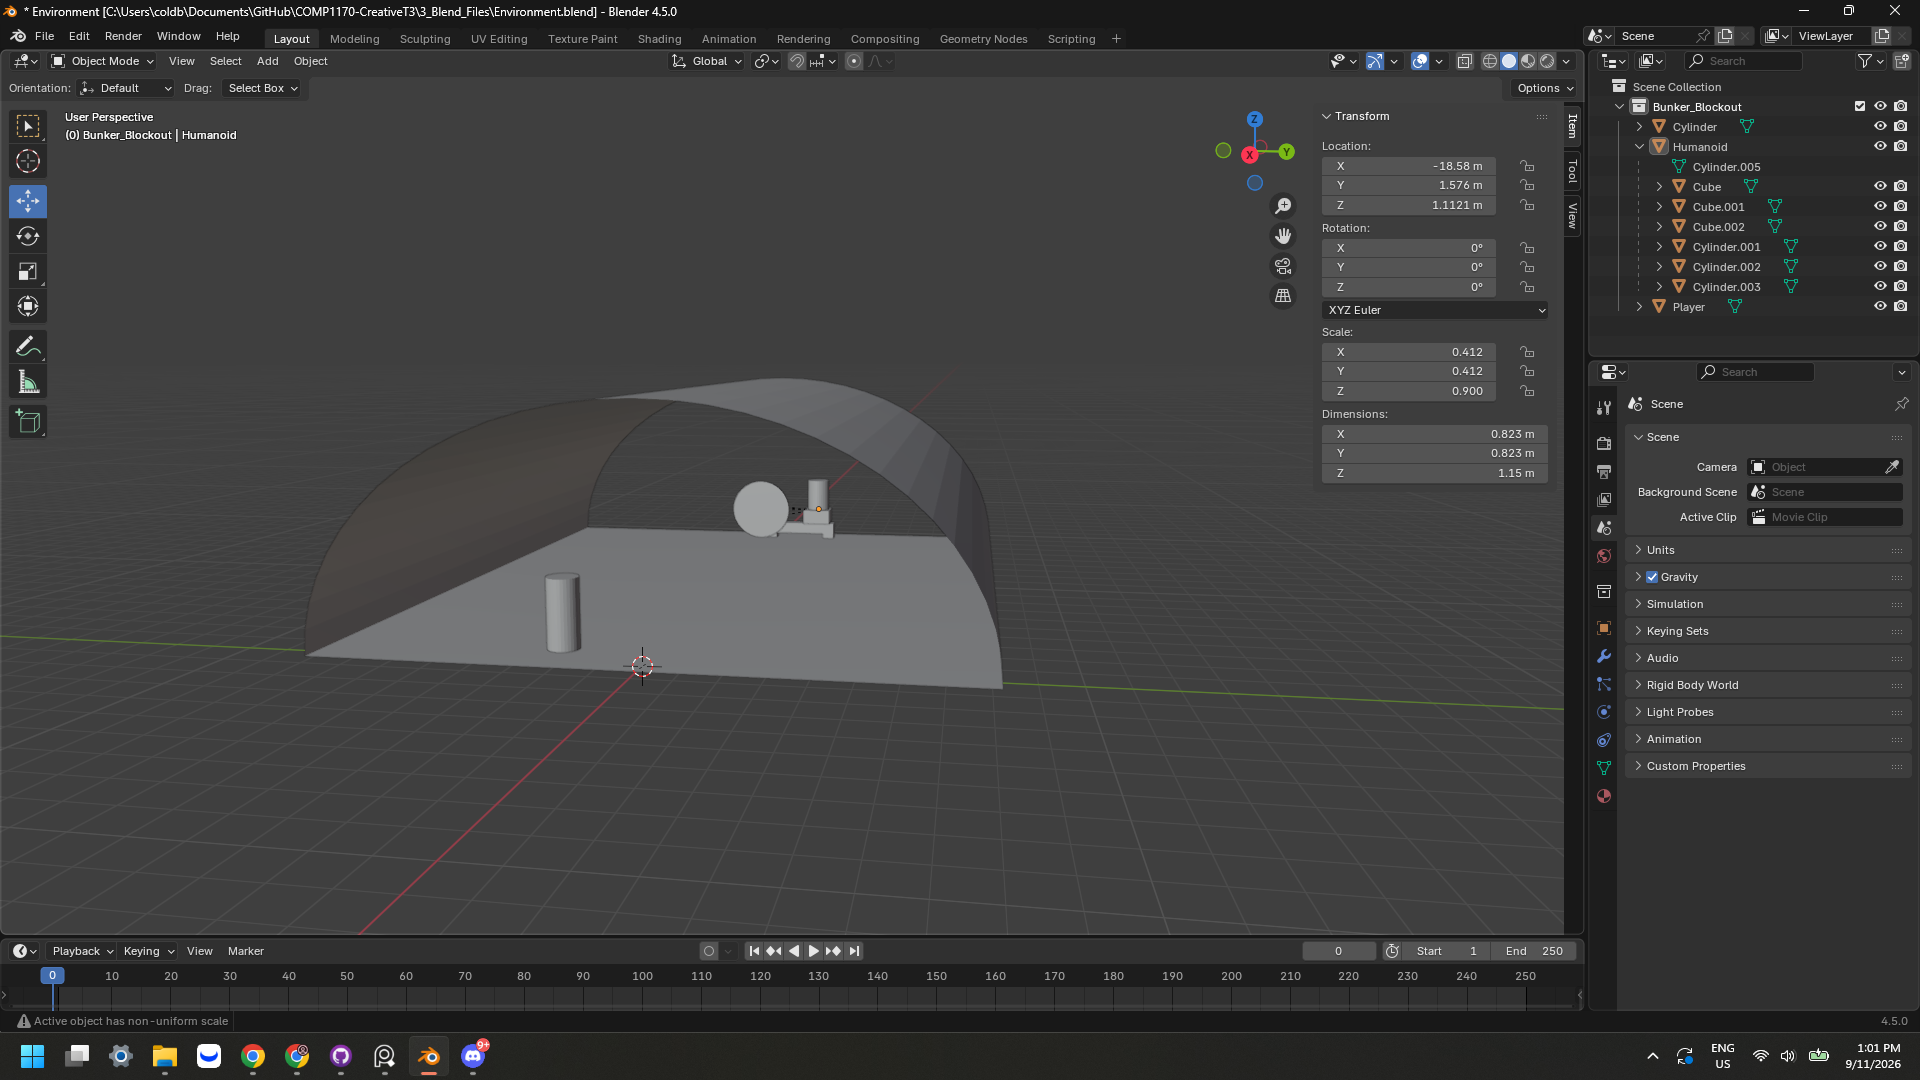 * Environment [C:\Users\coldb\Documents\GitHub\COMP1170-CreativeT3\3_Blend_Files\Environment.blend] - Blender 4.5.0
File Edit Render Window Help
Layout Modeling Sculpting UV Editing Texture Paint Shading Animation Rendering Compositing Geometry Nodes Scripting
Scene
ViewLayer
Object Mode View Select Add Object
Global
Search
Orientation: Default Drag: Select Box
Options
User Perspective
(0) Bunker_Blockout | Humanoid
Z
Y
X
Transform
Location:
X -18.58 m
Y 1.576 m
Z 1.1121 m
Rotation:
X 0°
Y 0°
Z 0°
XYZ Euler
Scale:
X 0.412
Y 0.412
Z 0.900
Dimensions:
X 0.823 m
Y 0.823 m
Z 1.15 m
Item
Tool
View
Scene Collection
Bunker_Blockout
Cylinder
Humanoid
Cylinder.005
Cube
Cube.001
Cube.002
Cylinder.001
Cylinder.002
Cylinder.003
Player
Search
Scene
Scene
Camera Object
Background Scene Scene
Active Clip Movie Clip
Units
Gravity
Simulation
Keying Sets
Audio
Rigid Body World
Light Probes
Animation
Custom Properties
Playback Keying View Marker
0 Start 1 End 250
0 10 20 30 40 50 60 70 80 90 100 110 120 130 140 150 160 170 180 190 200 210 220 230 240 250
Active object has non-uniform scale
4.5.0
9+
ENG
US
1:01 PM
9/11/2026